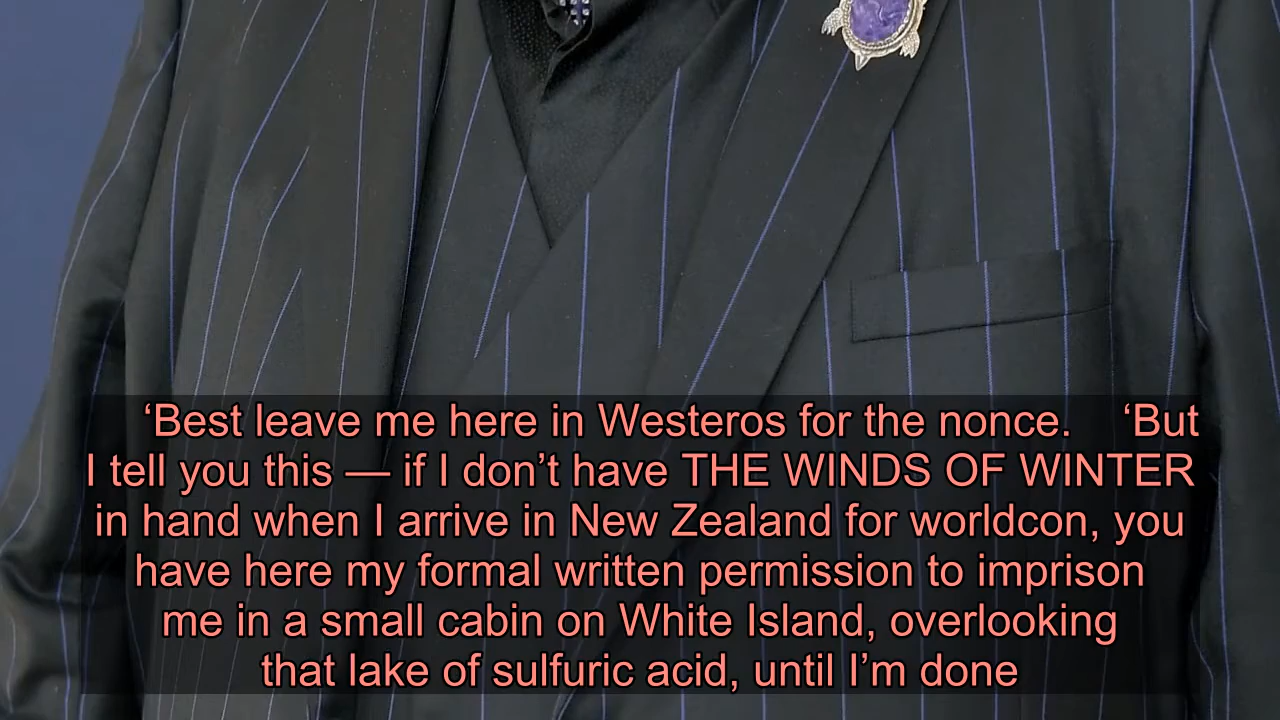 ‘Best leave me here in Westeros for the nonce. ‘But
I tell you this — if I don’t have THE WINDS OF WINTER
in hand when I arrive in New Zealand for worldcon, you
have here my formal written permission to imprison
me in a small cabin on White Island, overlooking
that lake of sulfuric acid, until I’m done